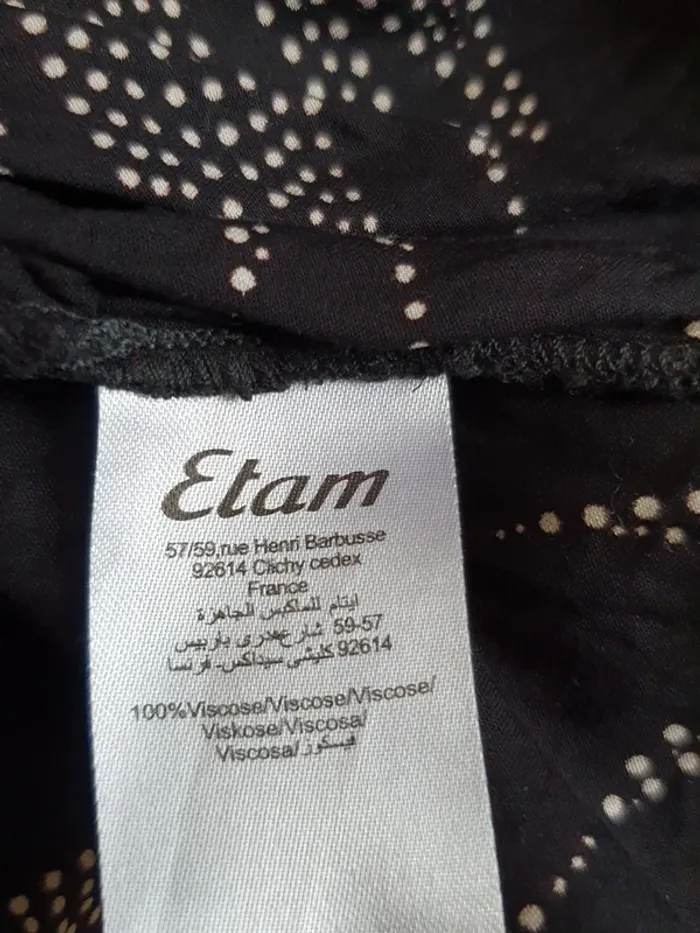 Etam
57/59,rue Henri Barbusse
92614 Clichy cedex
France
ايتام للملابس الجاهزة
57-59 شارع هنري باربيس
92614 كليشي سيداكس-فرنسا
100%Viscose/Viscose/Viscose/
Viskose/Viscosa/
Viscosa/فيسكوز